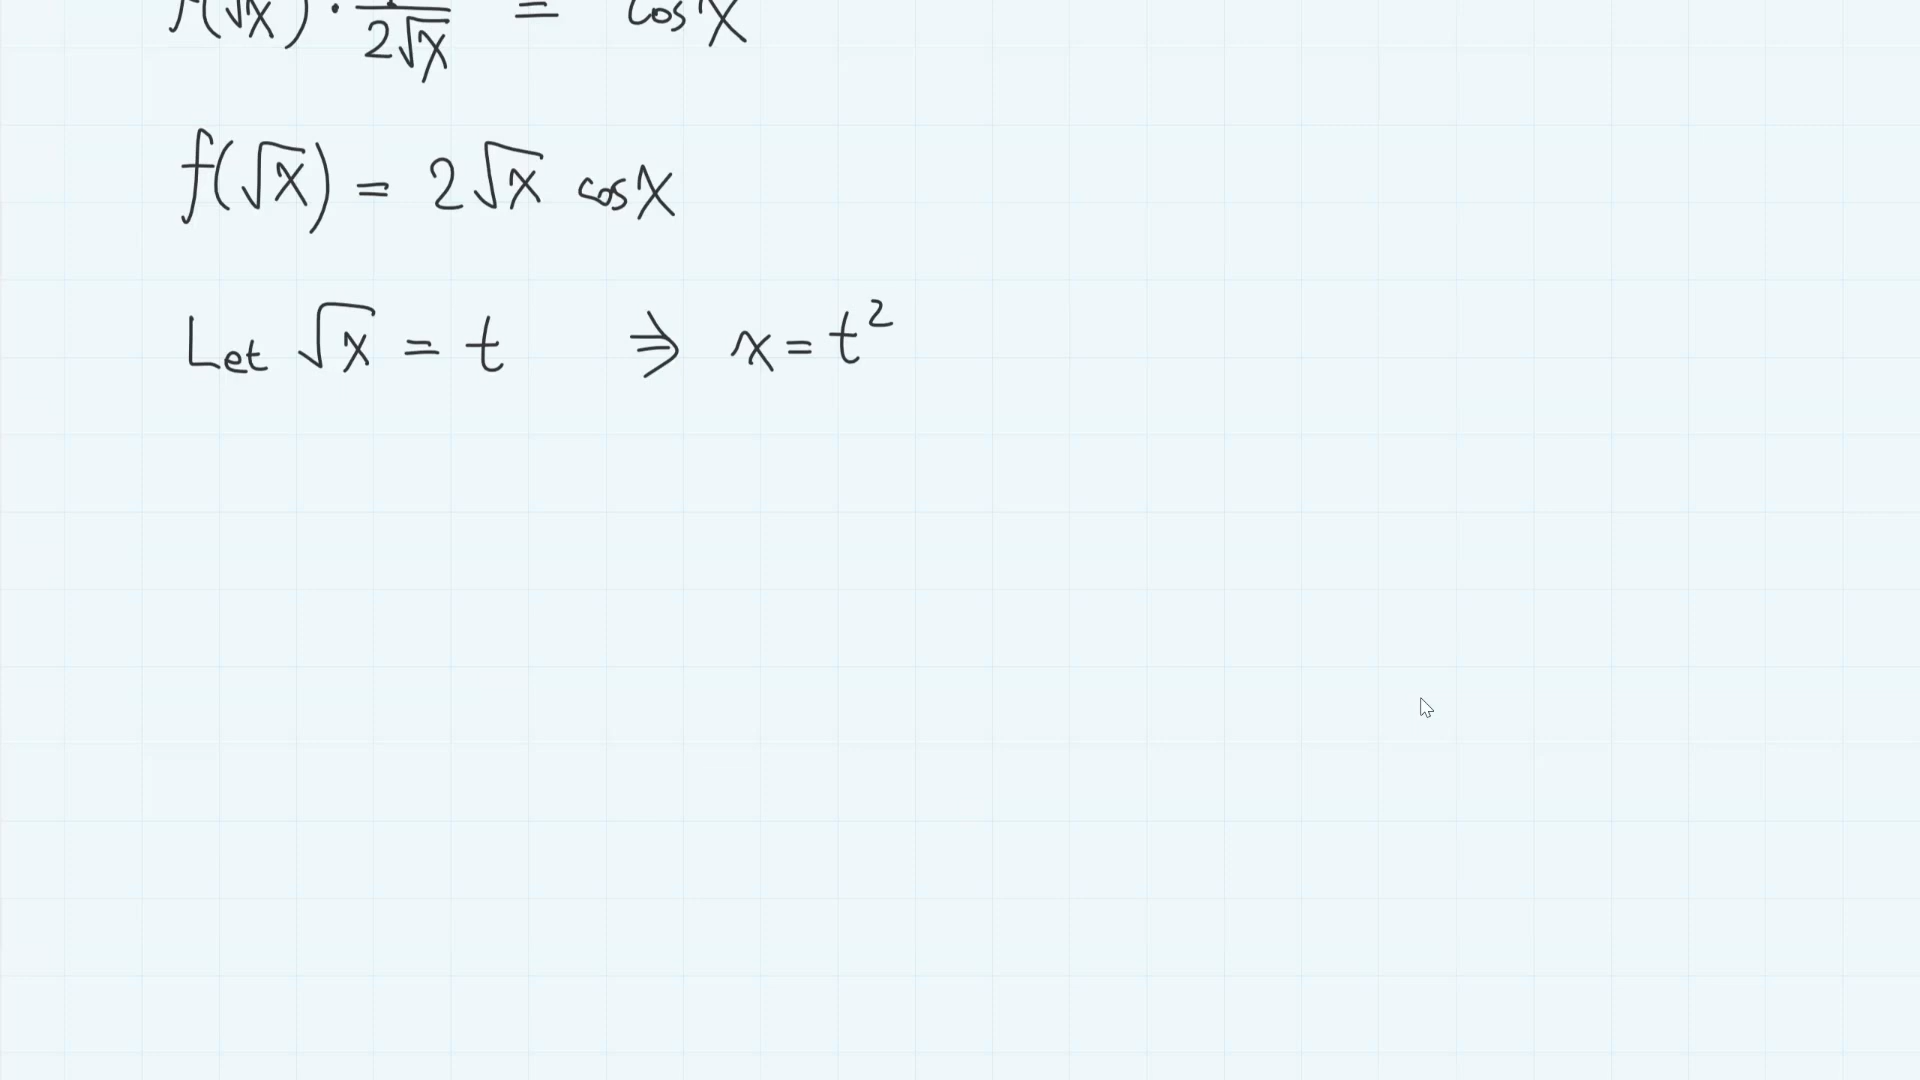 f(√x) · 1/(2√x) = cos x
f(√x) = 2√x cos x
Let √x = t ⇒ x = t²